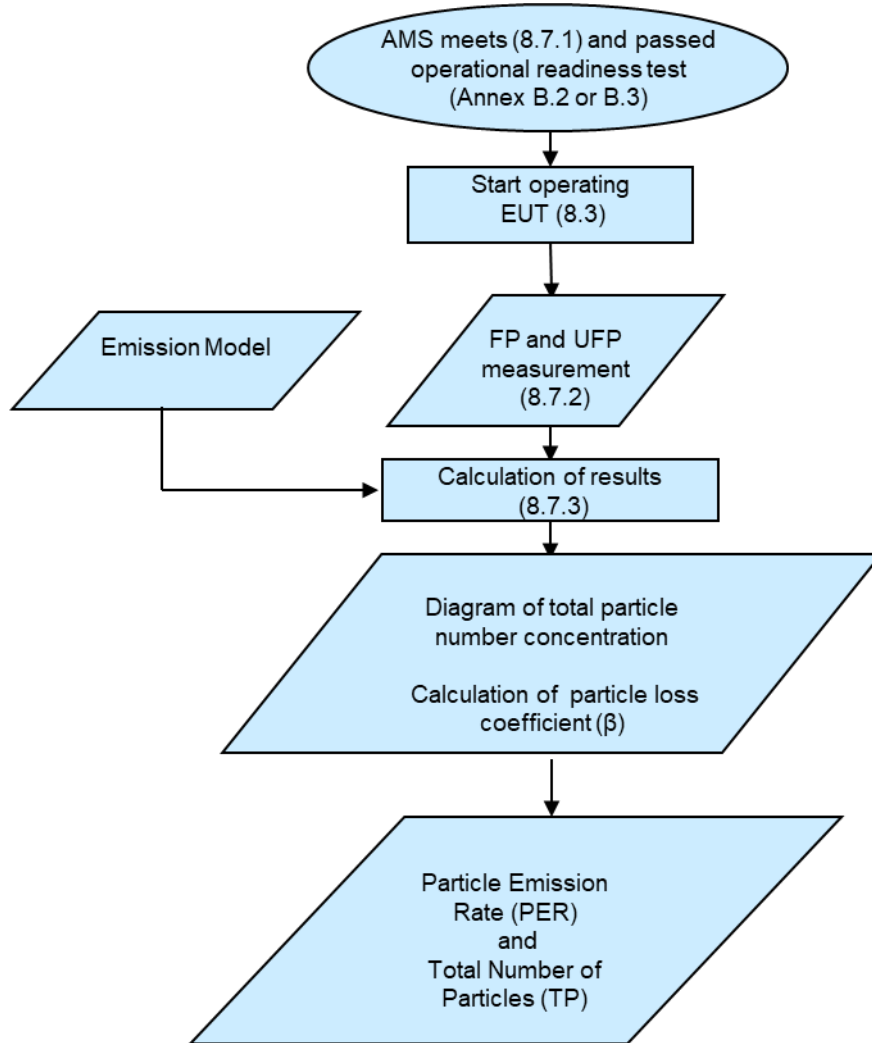 AMS meets (8.7.1) and passed
operational readiness test
(Annex B.2 or B.3)
Start operating
EUT (8.3)
Emission Model
FP and UFP
measurement
(8.7.2)
Calculation of results
(8.7.3)
Diagram of total particle
number concentration
Calculation of particle loss
coefficient (β)
Particle Emission
Rate (PER)
and
Total Number of
Particles (TP)